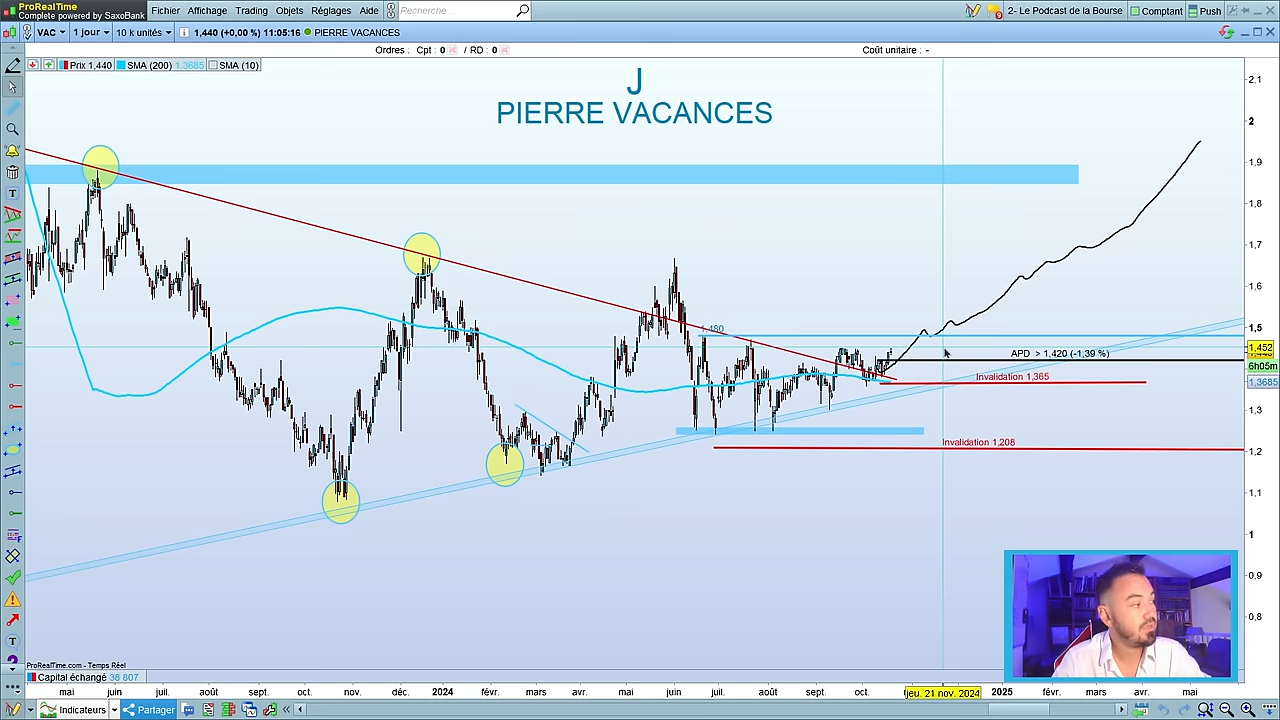 ProRealTime
Complete powered by SaxoBank
Fichier Affichage Trading Objets Réglages Aide Recherche 2- Le Podcast de la Bourse Comptant Push
VAC 1 jour 10 k unités i 1,440 (+0,00 %) 11:05:16 PIERRE VACANCES
Ordres : Cpt : 0 / RD : 0 Coût unitaire : -
Prix 1,440 SMA (200) 1,3685 SMA (10)
J
PIERRE VACANCES
2,1
2
1,9
1,8
1,7
1,6
1,5
1,480
1,452
APD > 1.420 (-1,39 %)
6h05m
Invalidation 1,365
1,3685
1,3
Invalidation 1,208
1,2
1,1
1
0,9
0,8
ProRealTime.com - Temps Réel
Capital échangé 38 807
mai juin juil. août sept. oct. nov. déc. 2024 févr. mars avr. mai juin juil. août sept. oct. jeu. 21 nov. 2024 2025 févr. mars avr. mai
Indicateurs Partager